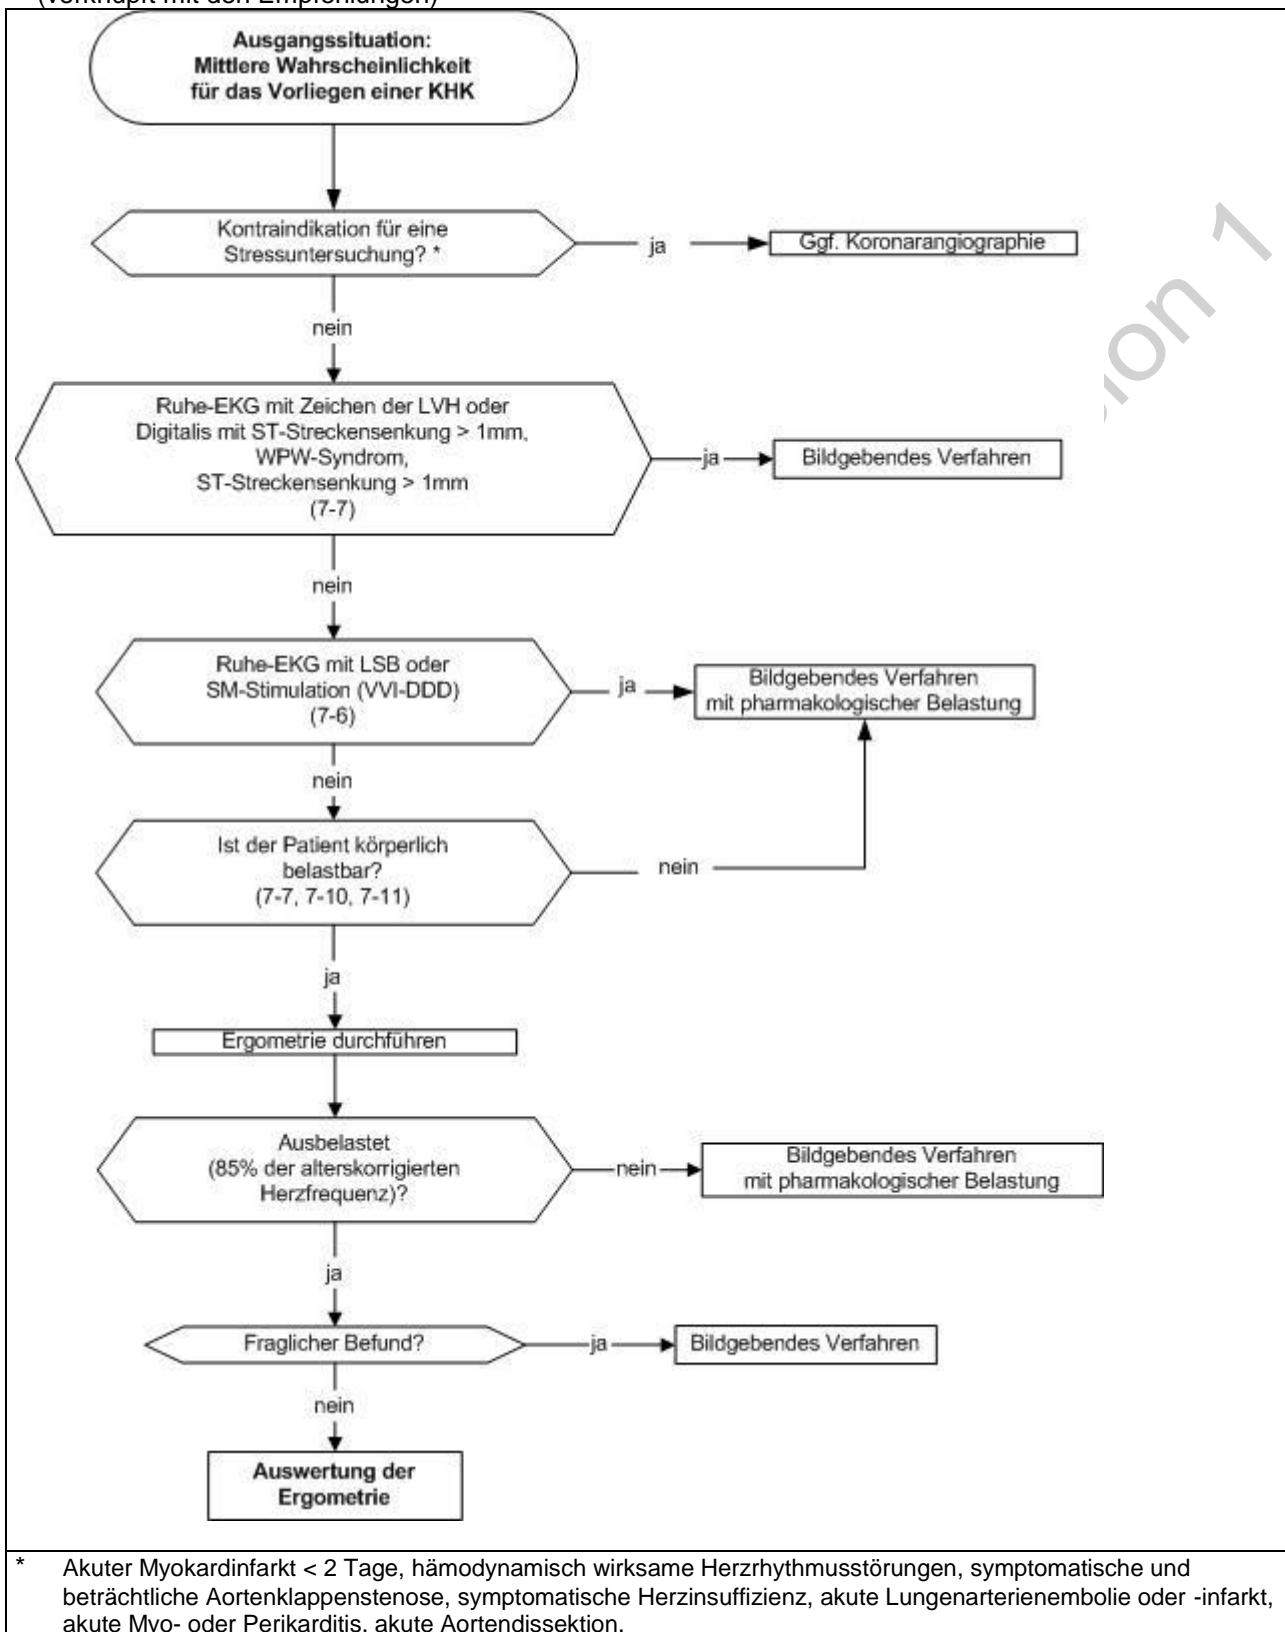 (verknüpft mit den Empfehlungen)
Ausgangssituation:
Mittlere Wahrscheinlichkeit
für das Vorliegen einer KHK
Kontraindikation für eine
Stressuntersuchung? *
ja
Ggf. Koronarangiographie
nein
Ruhe-EKG mit Zeichen der LVH oder
Digitalis mit ST-Streckensenkung > 1mm,
WPW-Syndrom,
ST-Streckensenkung > 1mm
(7-7)
ja
Bildgebendes Verfahren
nein
Ruhe-EKG mit LSB oder
SM-Stimulation (VVI-DDD)
(7-6)
ja
Bildgebendes Verfahren
mit pharmakologischer Belastung
nein
Ist der Patient körperlich
belastbar?
(7-7, 7-10, 7-11)
nein
ja
Ergometrie durchführen
Ausbelastet
(85% der alterskorrigierten
Herzfrequenz)?
nein
Bildgebendes Verfahren
mit pharmakologischer Belastung
ja
Fraglicher Befund?
ja
Bildgebendes Verfahren
nein
Auswertung der
Ergometrie
* Akuter Myokardinfarkt < 2 Tage, hämodynamisch wirksame Herzrhythmusstörungen, symptomatische und
beträchtliche Aortenklappenstenose, symptomatische Herzinsuffizienz, akute Lungenarterienembolie oder -infarkt,
akute Myo- oder Perikarditis, akute Aortendissektion.